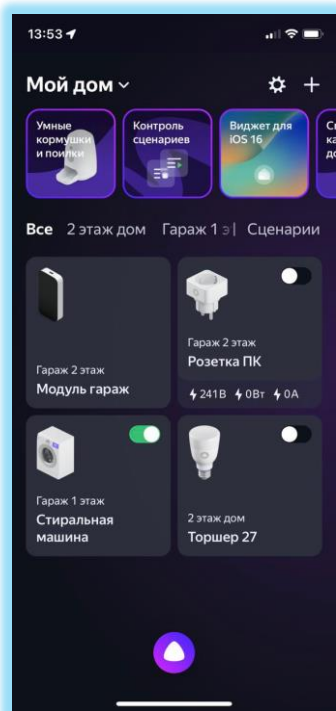 13:53
Мой дом
Умные
кормушки
и поилки
Контроль
сценариев
Виджет для
iOS 16
Все 2 этаж дом Гараж 1 э Сценарии
Гараж 2 этаж
Модуль гараж
Гараж 2 этаж
Розетка ПК
241В 0Вт 0А
Гараж 1 этаж
Стиральная
машина
2 этаж дом
Торшер 27